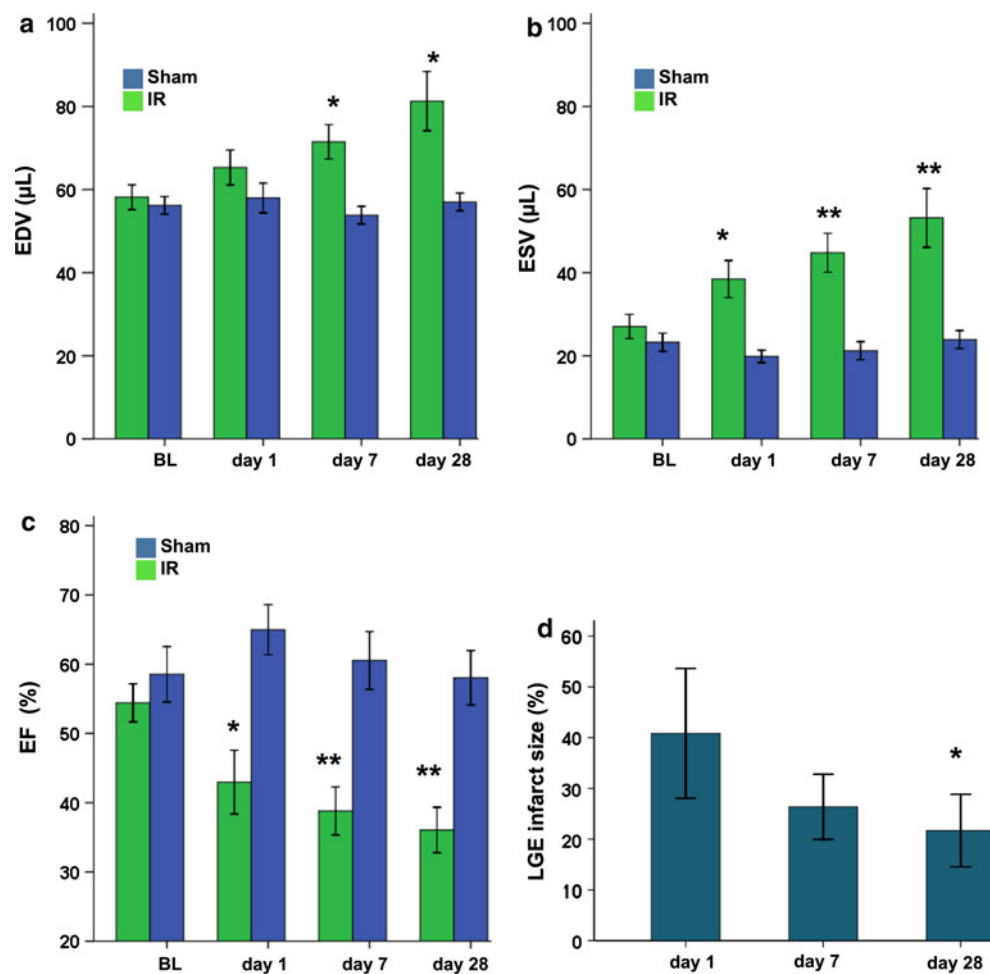 a
100
80
60
40
20
0
EDV (µL)
Sham
IR
*
*
BL day 1 day 7 day 28
b
100
80
60
40
20
0
ESV (µL)
Sham
IR
*
**
**
BL day 1 day 7 day 28
c
80
70
60
50
40
30
20
EF (%)
Sham
IR
*
**
**
BL day 1 day 7 day 28
d
60
50
40
30
20
10
0
LGE infarct size (%)
*
day 1 day 7 day 28